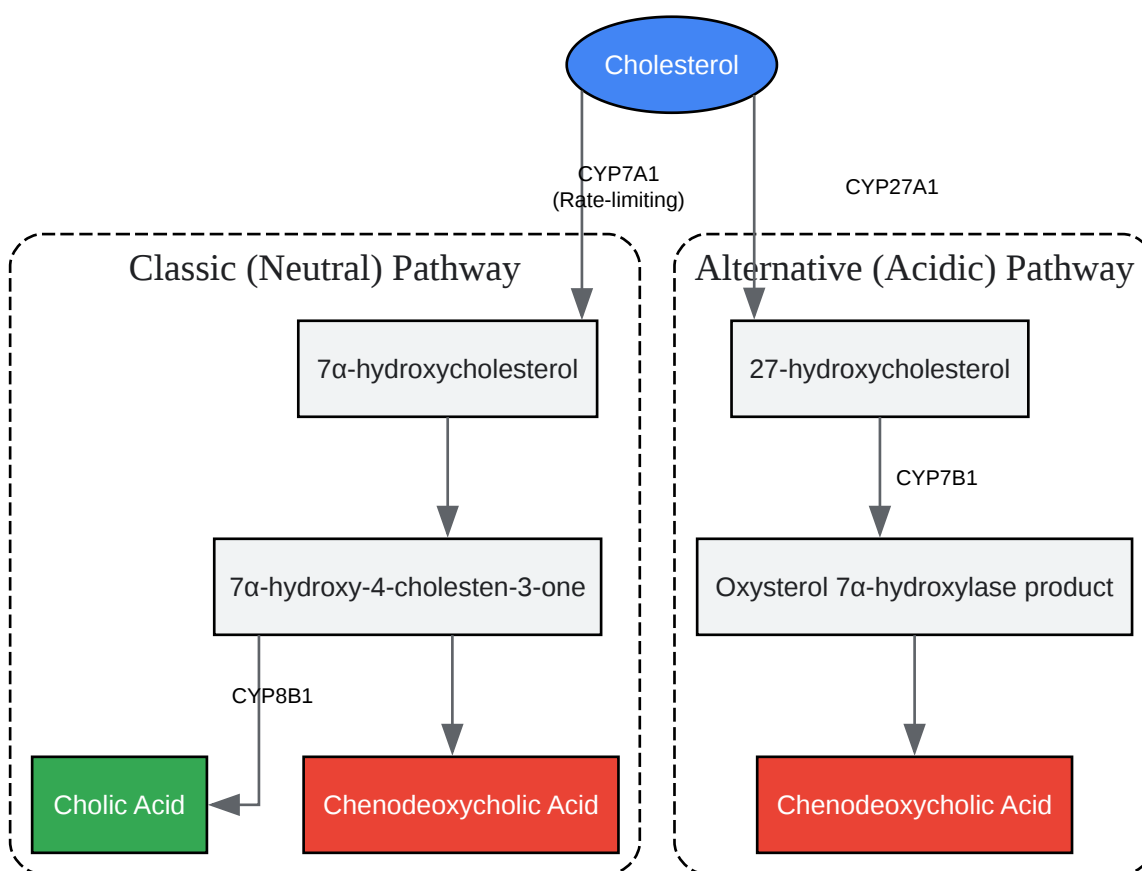 Cholesterol
CYP7A1
(Rate-limiting)
CYP27A1
Classic (Neutral) Pathway
Alternative (Acidic) Pathway
7α-hydroxycholesterol
27-hydroxycholesterol
CYP7B1
7α-hydroxy-4-cholesten-3-one
Oxysterol 7α-hydroxylase product
CYP8B1
Cholic Acid
Chenodeoxycholic Acid
Chenodeoxycholic Acid